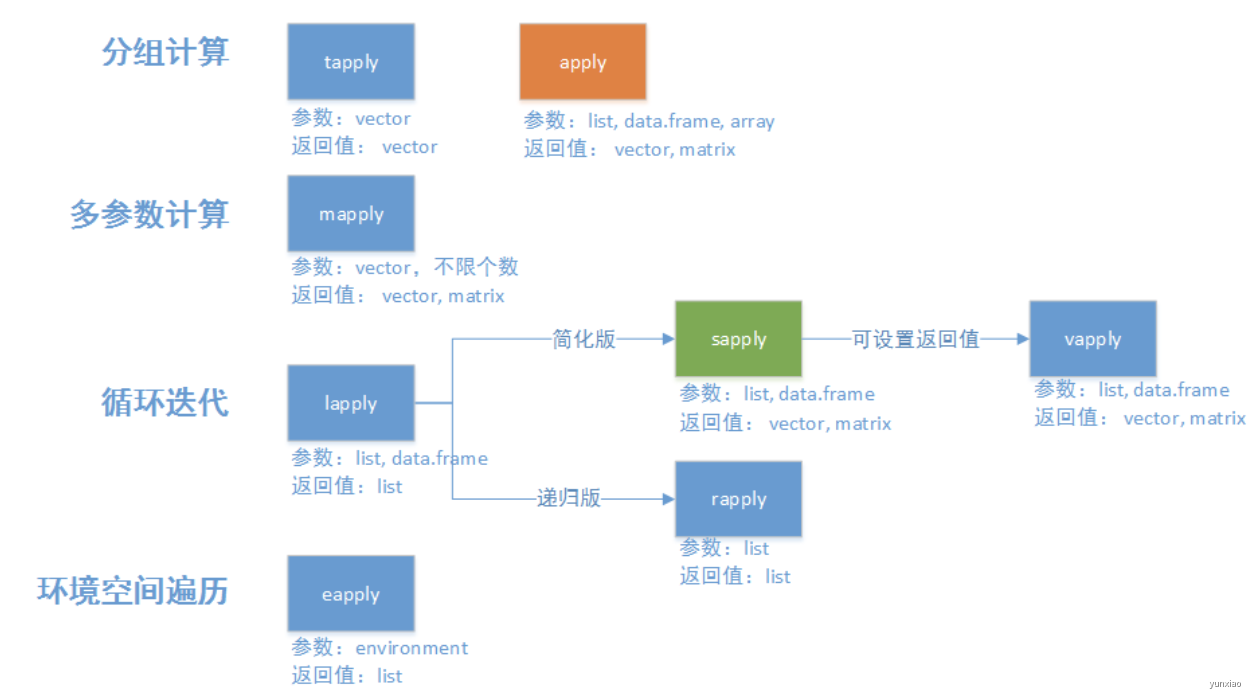 分组计算
tapply
参数：vector
返回值： vector
apply
参数：list, data.frame, array
返回值： vector, matrix
多参数计算
mapply
参数：vector，不限个数
返回值： vector, matrix
循环迭代
lapply
参数：list, data.frame
返回值：list
简化版
sapply
参数：list, data.frame
返回值： vector, matrix
可设置返回值
vapply
参数：list, data.frame
返回值： vector, matrix
递归版
rapply
参数：list
返回值：list
环境空间遍历
eapply
参数：environment
返回值：list
yunxiao